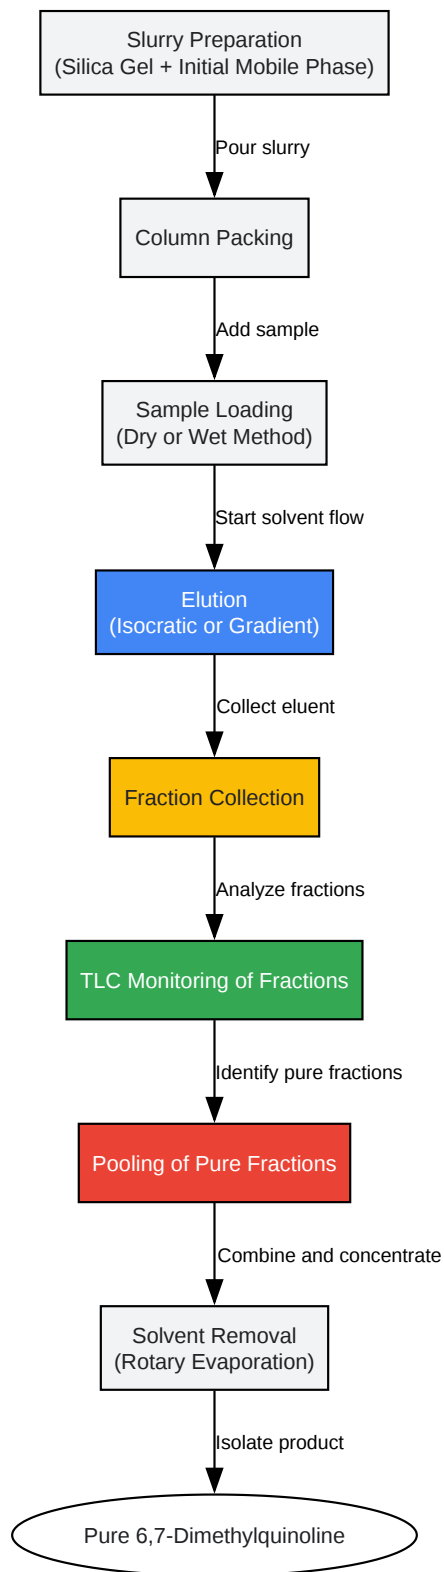 Slurry Preparation
(Silica Gel + Initial Mobile Phase)
Pour slurry
Column Packing
Add sample
Sample Loading
(Dry or Wet Method)
Start solvent flow
Elution
(Isocratic or Gradient)
Collect eluent
Fraction Collection
Analyze fractions
TLC Monitoring of Fractions
Identify pure fractions
Pooling of Pure Fractions
Combine and concentrate
Solvent Removal
(Rotary Evaporation)
Isolate product
Pure 6,7-Dimethylquinoline